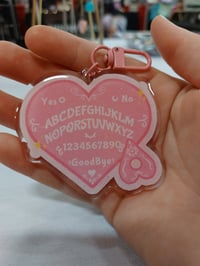 Yes No
ABCDEFGHIJKLM
NOPQRSTUVWXYZ
1234567890
GoodBye!